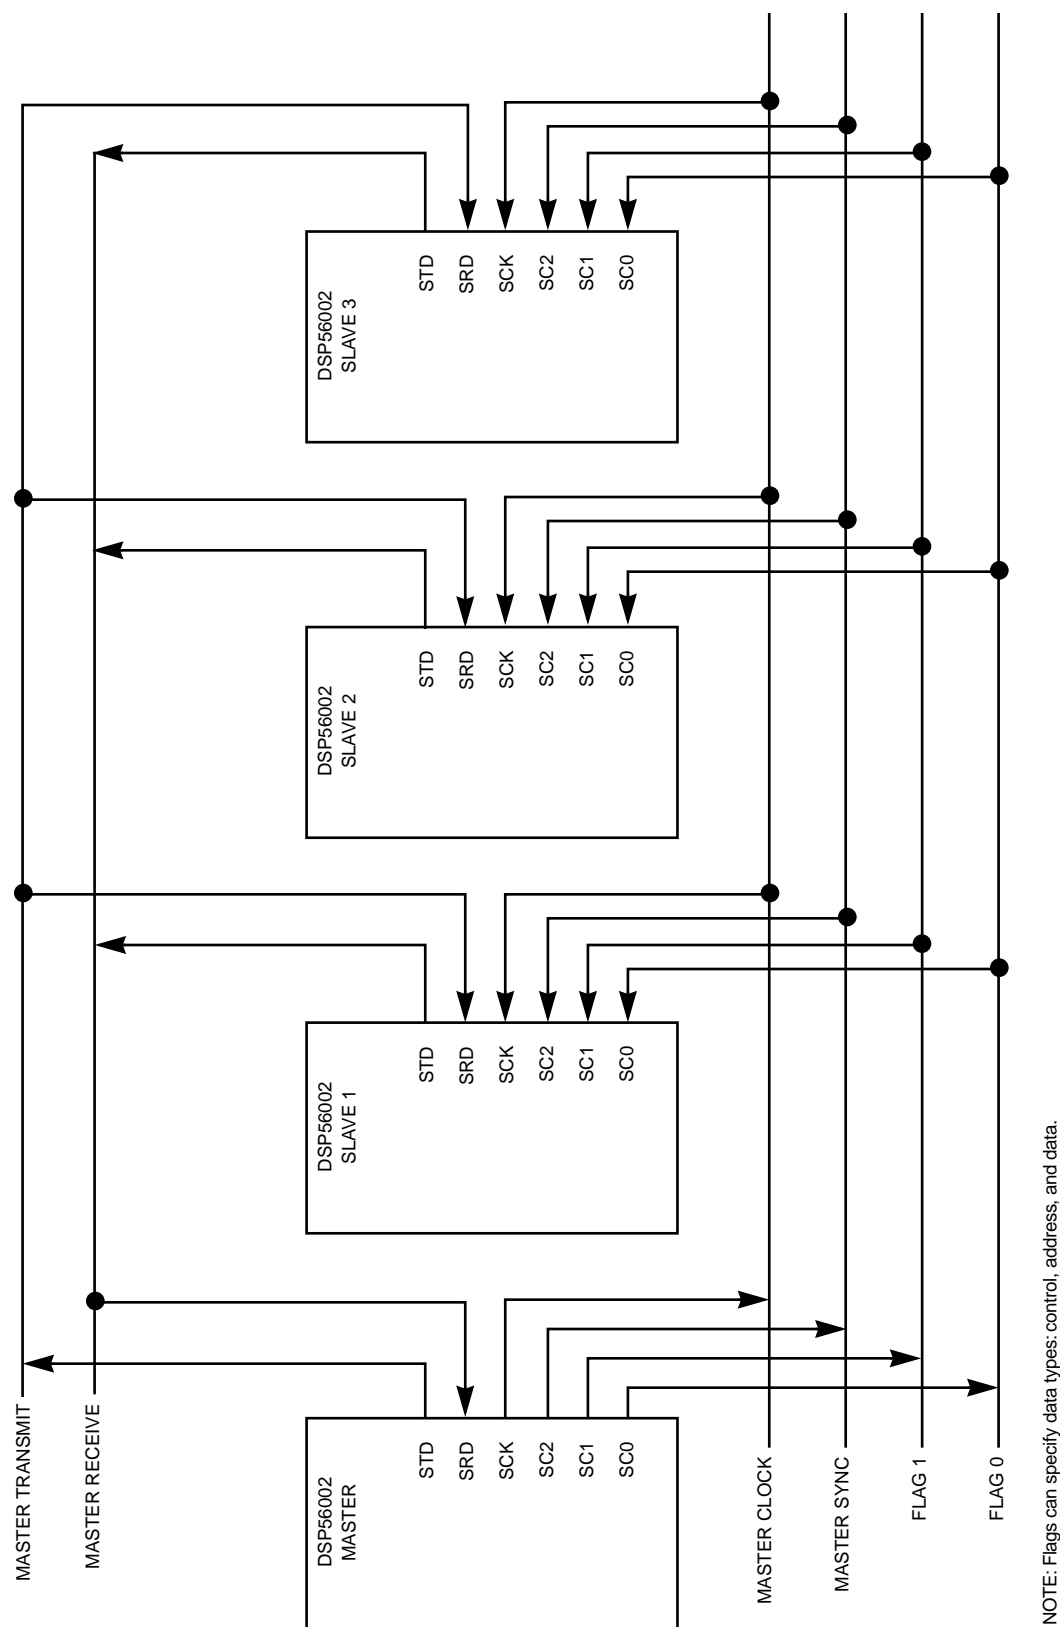 MASTER TRANSMIT
MASTER RECEIVE
DSP56002
MASTER
STD
SRD
SCK
SC2
SC1
SC0
DSP56002
SLAVE 1
STD
SRD
SCK
SC2
SC1
SC0
DSP56002
SLAVE 2
STD
SRD
SCK
SC2
SC1
SC0
DSP56002
SLAVE 3
STD
SRD
SCK
SC2
SC1
SC0
MASTER CLOCK
MASTER SYNC
FLAG 1
FLAG 0
NOTE: Flags can specify data types: control, address, and data.